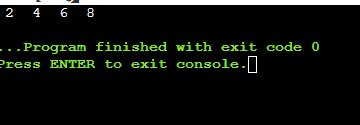 2 4 6 8
...Program finished with exit code 0
Press ENTER to exit console.